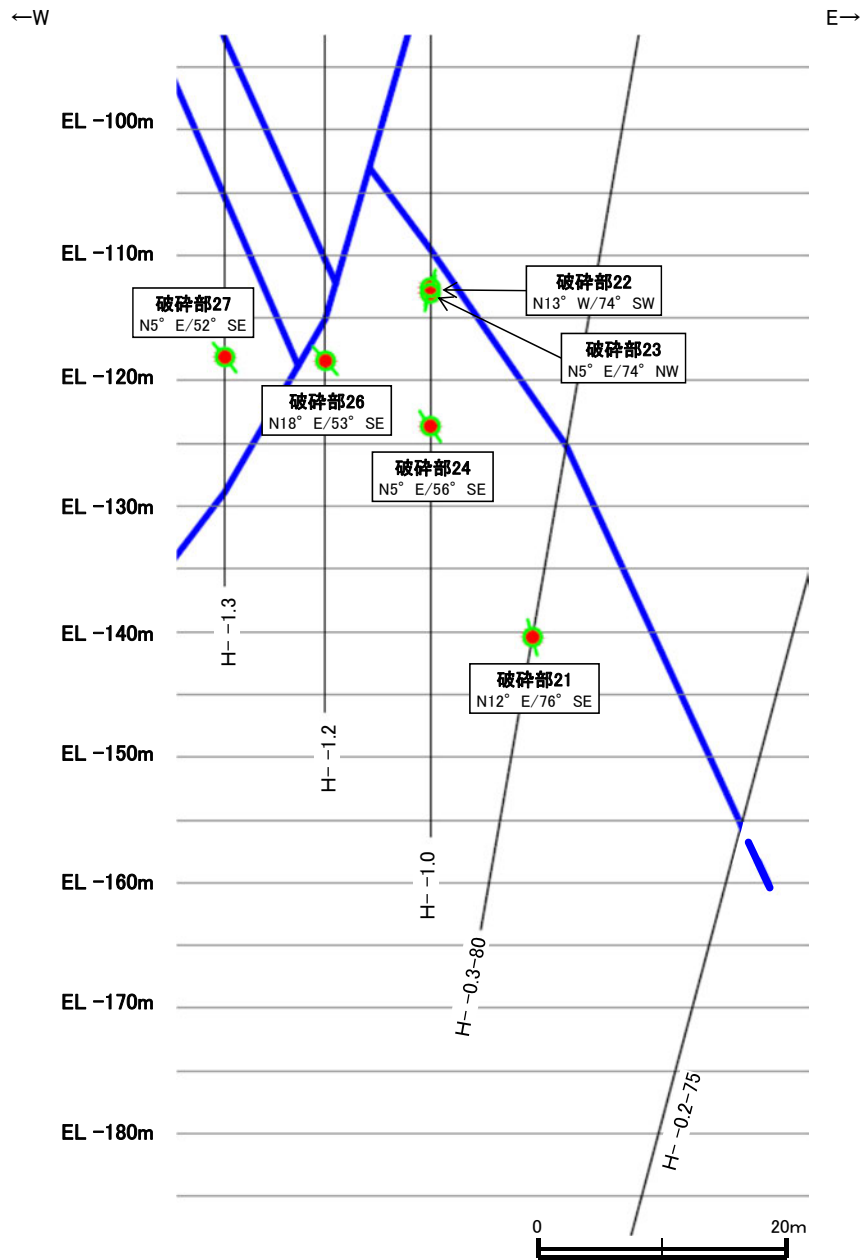 ←W
E→
EL −100m
EL −110m
破砕部22
N13° W/74° SW
破砕部27
N5° E/52° SE
破砕部23
N5° E/74° NW
EL −120m
破砕部26
N18° E/53° SE
破砕部24
N5° E/56° SE
EL −130m
H- -1.3
EL −140m
破砕部21
N12° E/76° SE
H- -1.2
EL −150m
H- -1.0
EL −160m
H- -0.3-80
EL −170m
H- -0.2-75
EL −180m
0
20m